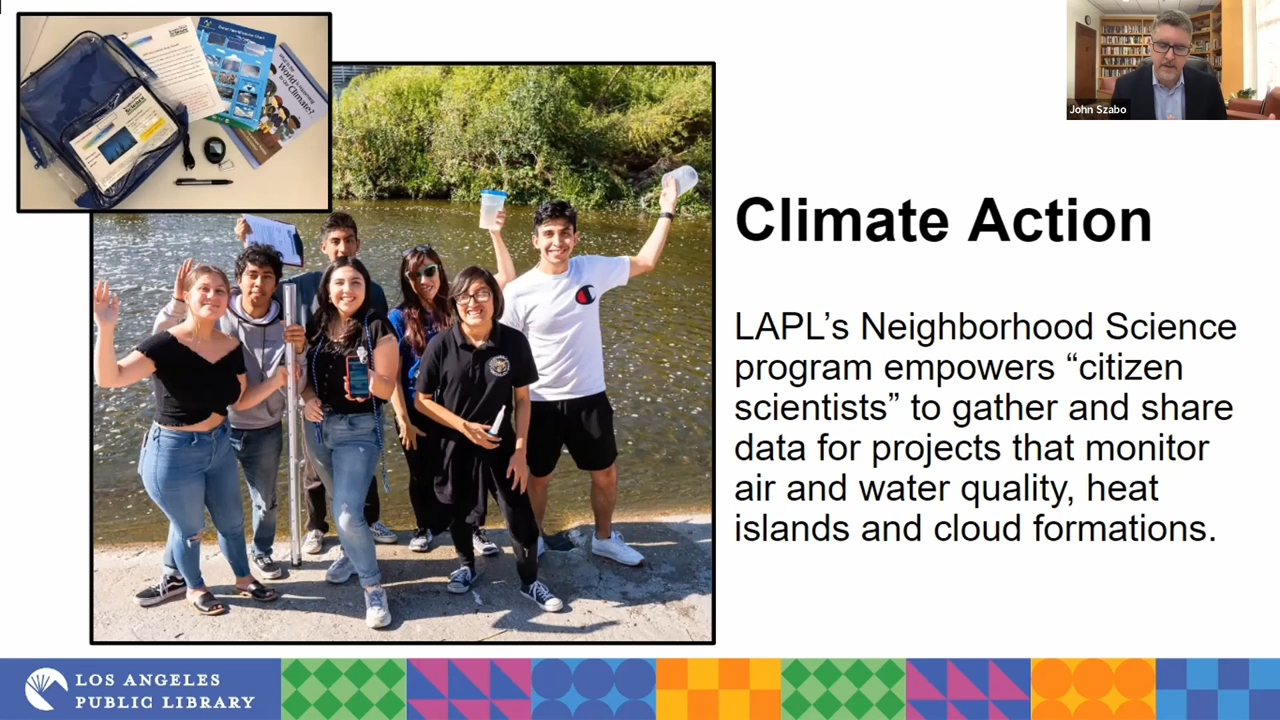 John Szabo
Climate Action
LAPL’s Neighborhood Science
program empowers “citizen
scientists” to gather and share
data for projects that monitor
air and water quality, heat
islands and cloud formations.
LOS ANGELES
PUBLIC LIBRARY